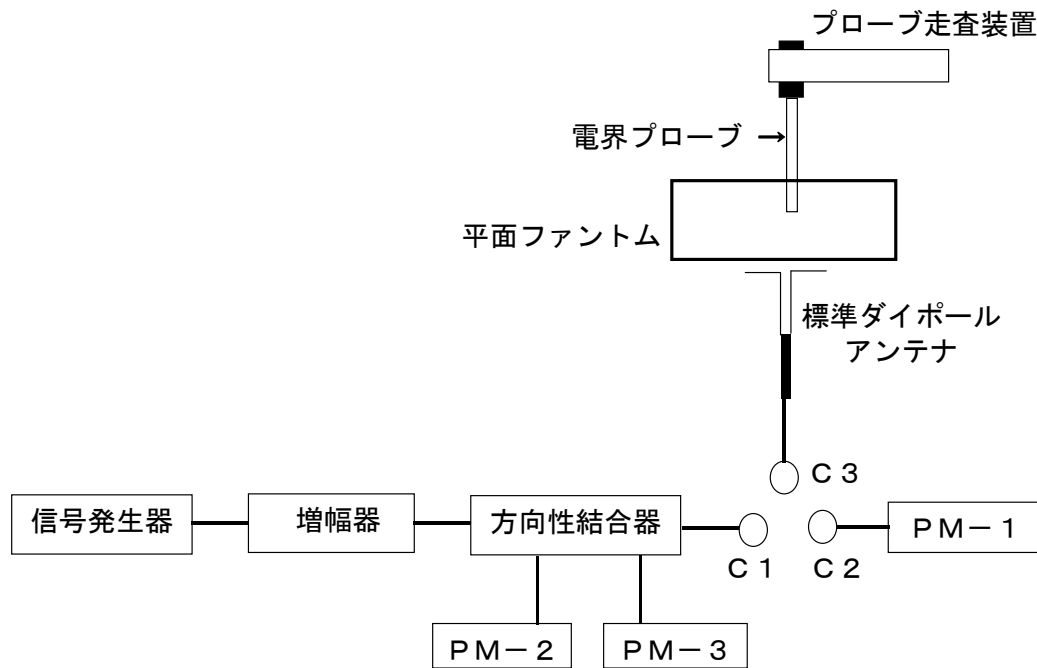 プローブ走査装置
電界プローブ →
平面ファントム
標準ダイポール
アンテナ
C3
信号発生器
増幅器
方向性結合器
PM-1
C1
C2
PM-2
PM-3